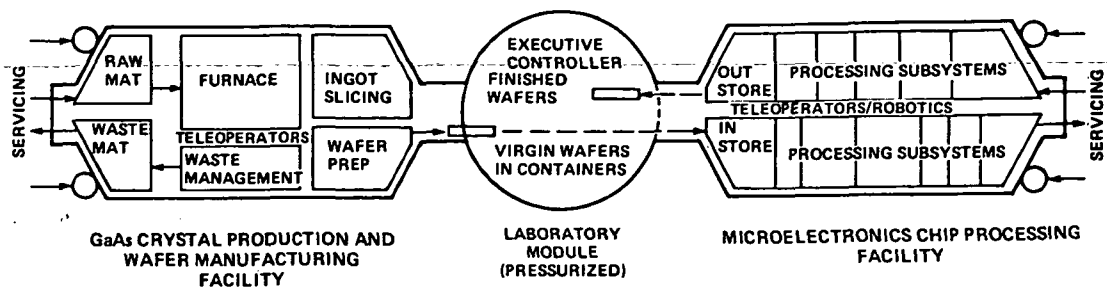 SERVICING
RAW
MAT
FURNACE
INGOT
SLICING
WASTE
MAT
TELEOPERATORS
WASTE
MANAGEMENT
WAFER
PREP
EXECUTIVE
CONTROLLER
FINISHED
WAFERS
VIRGIN WAFERS
IN CONTAINERS
OUT
STORE
PROCESSING SUBSYSTEMS
TELEOPERATORS/ROBOTICS
IN
STORE
PROCESSING SUBSYSTEMS
SERVICING
GaAs CRYSTAL PRODUCTION AND
WAFER MANUFACTURING
FACILITY
LABORATORY
MODULE
(PRESSURIZED)
MICROELECTRONICS CHIP PROCESSING
FACILITY